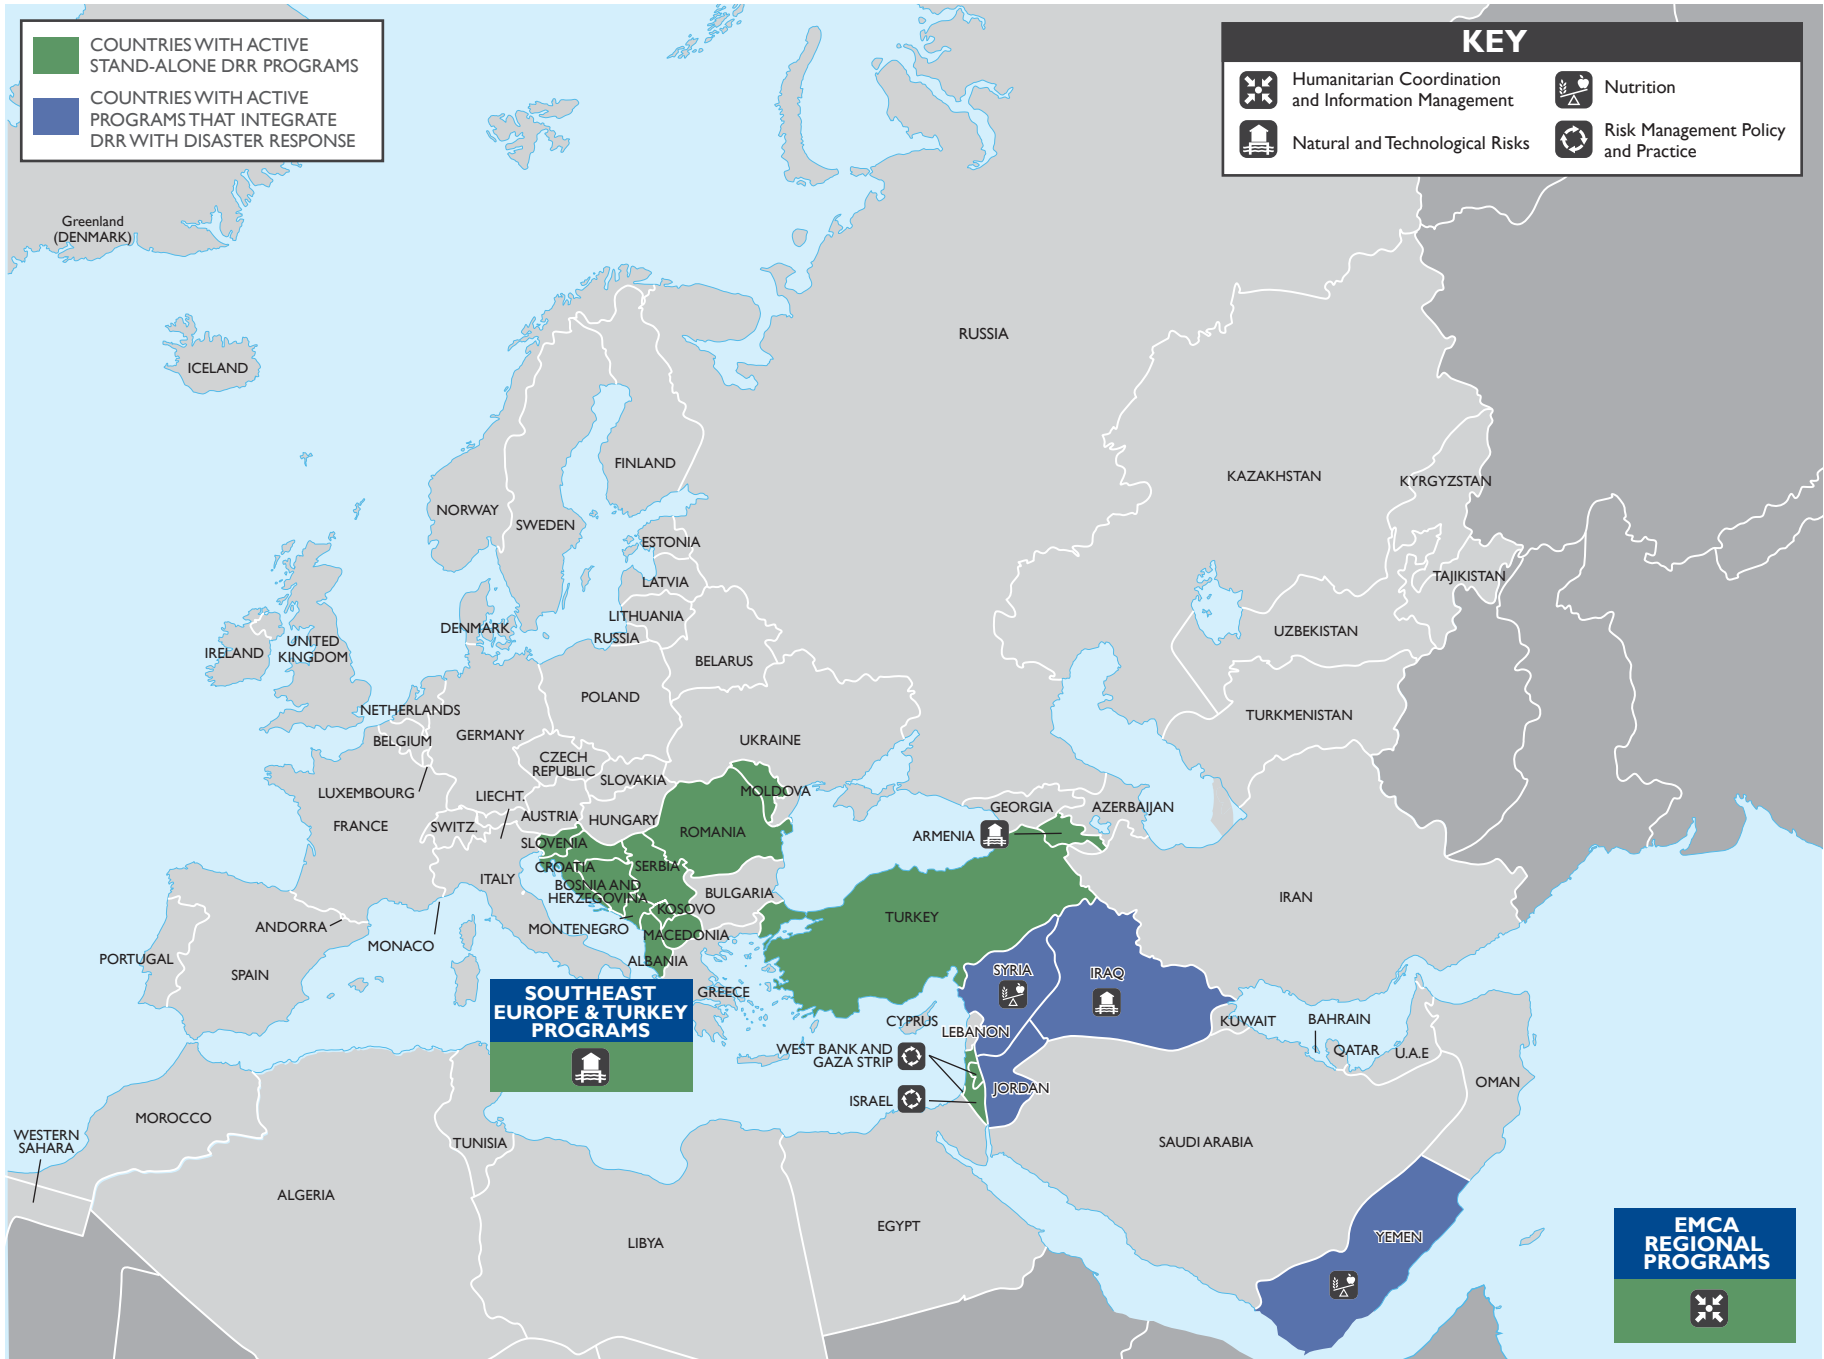 COUNTRIES WITH ACTIVE
STAND-ALONE DRR PROGRAMS
COUNTRIES WITH ACTIVE
PROGRAMS THAT INTEGRATE
DRR WITH DISASTER RESPONSE
KEY
Humanitarian Coordination
and Information Management
Natural and Technological Risks
Nutrition
Risk Management Policy
and Practice
Greenland
(DENMARK)
ICELAND
RUSSIA
FINLAND
NORWAY
SWEDEN
ESTONIA
LATVIA
LITHUANIA
RUSSIA
DENMARK
IRELAND
UNITED
KINGDOM
BELARUS
POLAND
NETHERLANDS
BELGIUM
GERMANY
UKRAINE
CZECH
REPUBLIC
SLOVAKIA
LUXEMBOURG
LIECHT.
MOLDOVA
FRANCE
SWITZ.
AUSTRIA
HUNGARY
ROMANIA
SLOVENIA
CROATIA
SERBIA
ITALY
BOSNIA AND
HERZEGOVINA
BULGARIA
KOSOVO
MONTENEGRO
MACEDONIA
ALBANIA
ANDORRA
MONACO
PORTUGAL
SPAIN
GREECE
KAZAKHSTAN
KYRGYZSTAN
TAJIKISTAN
UZBEKISTAN
TURKMENISTAN
GEORGIA
AZERBAIJAN
ARMENIA
TURKEY
IRAN
SYRIA
IRAQ
CYPRUS
LEBANON
KUWAIT
BAHRAIN
QATAR
U.A.E
OMAN
WEST BANK AND
GAZA STRIP
JORDAN
ISRAEL
SAUDI ARABIA
YEMEN
SOUTHEAST
EUROPE & TURKEY
PROGRAMS
MOROCCO
WESTERN
SAHARA
TUNISIA
ALGERIA
LIBYA
EGYPT
EMCA
REGIONAL
PROGRAMS